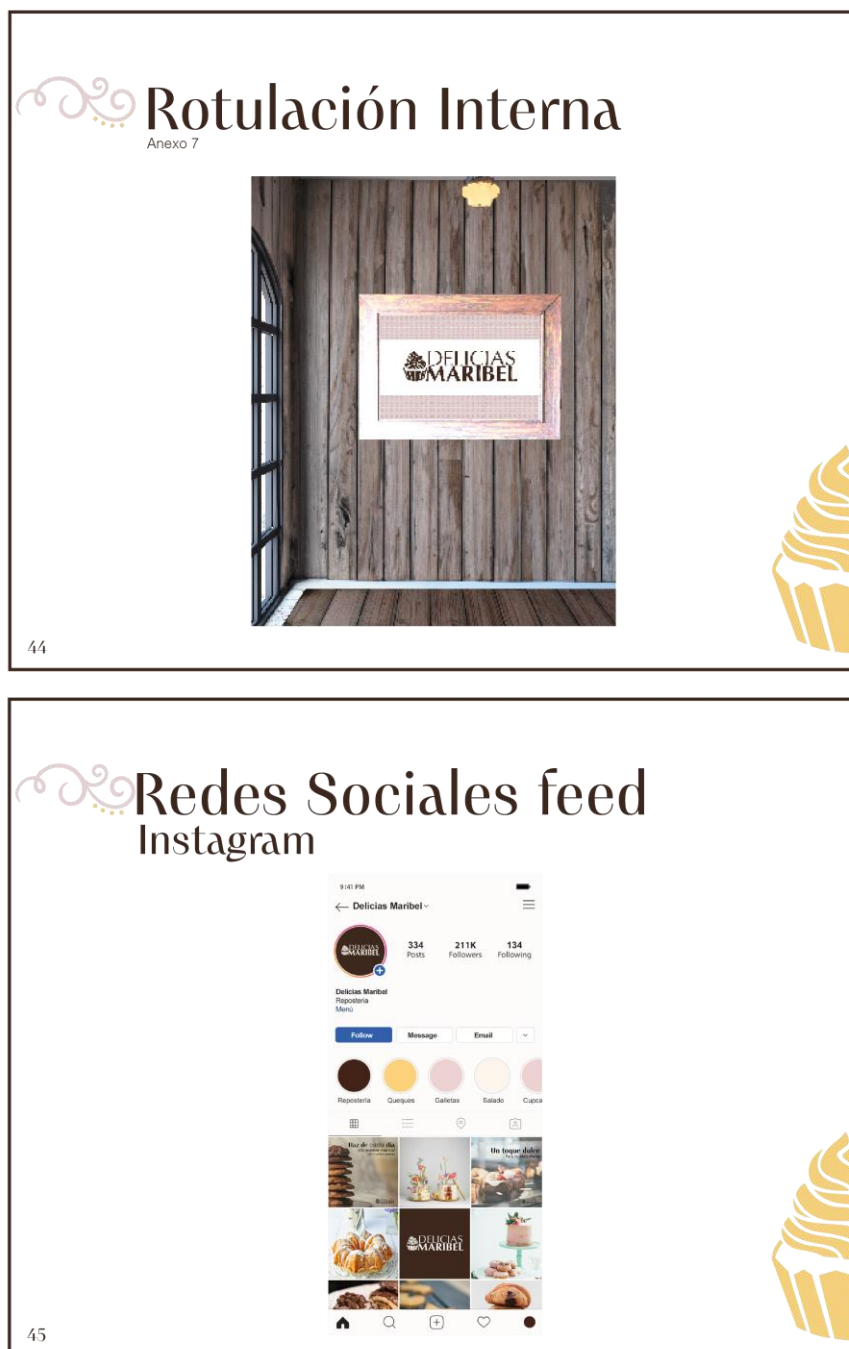 Rotulación Interna
Anexo 7
DELICIAS
MARIBEL
44
Redes Sociales feed
Instagram
9:41 PM
Delicias Maribel
DELICIAS
MARIBEL
334
Posts
211K
Followers
134
Following
Delicias Maribel
Reposteria
Menú
Follow
Message
Email
Reposteria
Queques
Galletas
Salado
Cupca
Haz de cada día
Un toque dulce
DELICIAS
MARIBEL
45